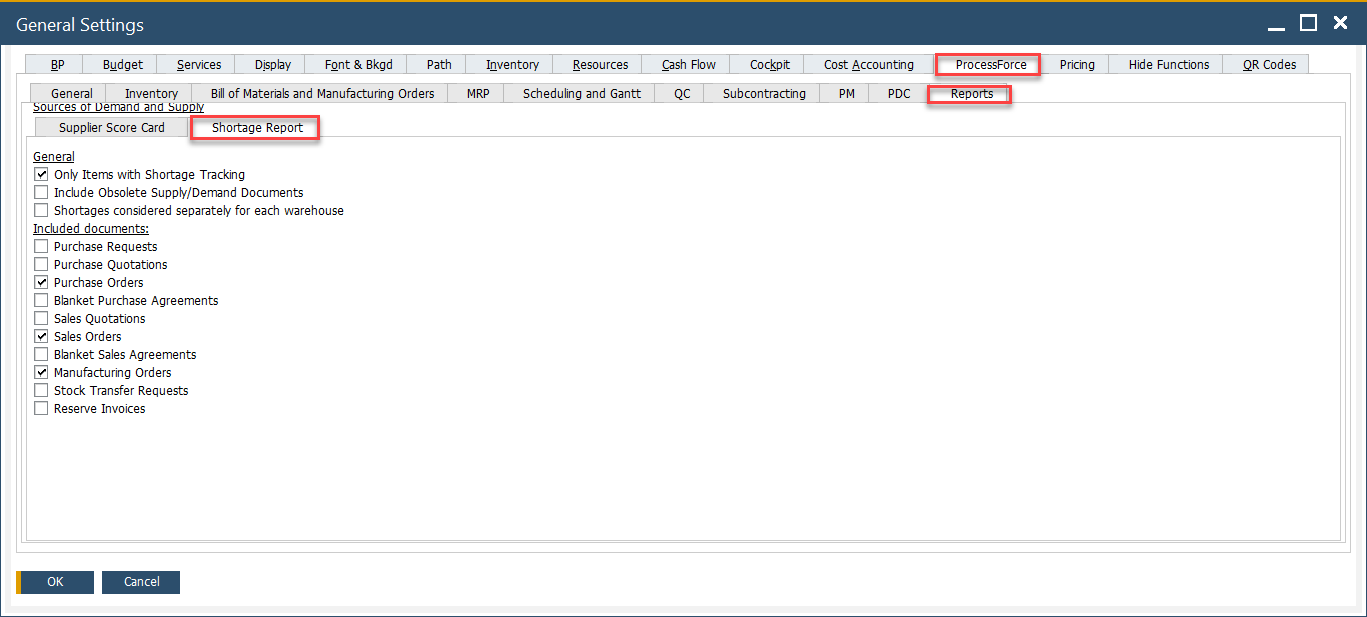 General Settings
BP Budget Services Display Font & Bkgd Path Inventory Resources Cash Flow Cockpit Cost Accounting ProcessForce Pricing Hide Functions QR Codes
General Inventory Bill of Materials and Manufacturing Orders MRP Scheduling and Gantt QC Subcontracting PM PDC Reports
Sources of Demand and Supply
Supplier Score Card Shortage Report
General
Only Items with Shortage Tracking
Include Obsolete Supply/Demand Documents
Shortages considered separately for each warehouse
Included documents:
Purchase Requests
Purchase Quotations
Purchase Orders
Blanket Purchase Agreements
Sales Quotations
Sales Orders
Blanket Sales Agreements
Manufacturing Orders
Stock Transfer Requests
Reserve Invoices
OK Cancel